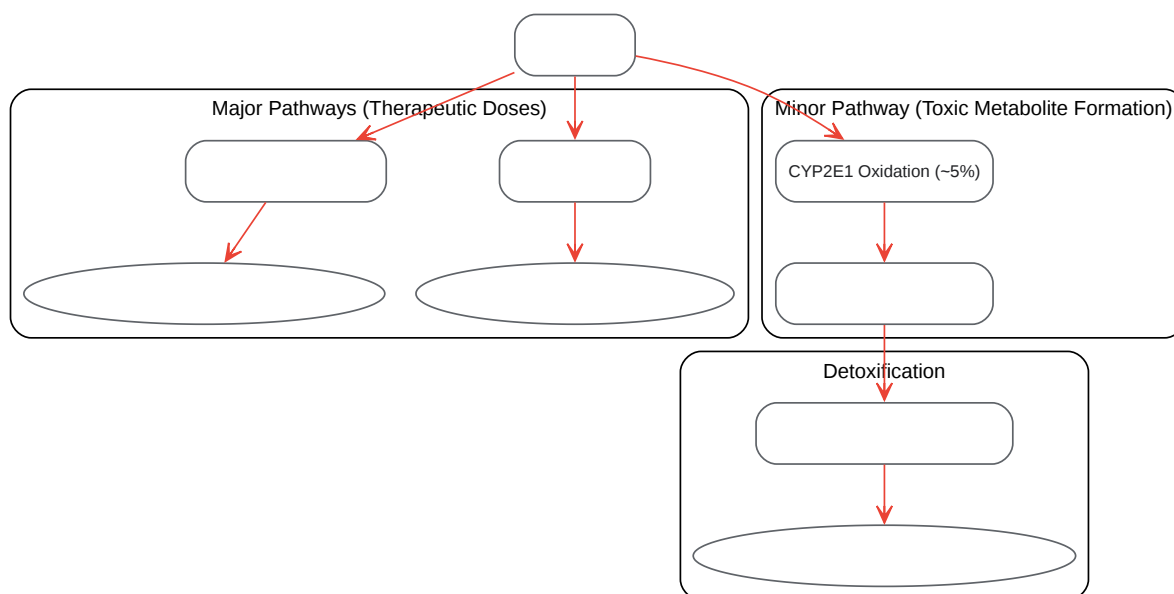 Major Pathways (Therapeutic Doses)
Minor Pathway (Toxic Metabolite Formation)
CYP2E1 Oxidation (~5%)
Detoxification